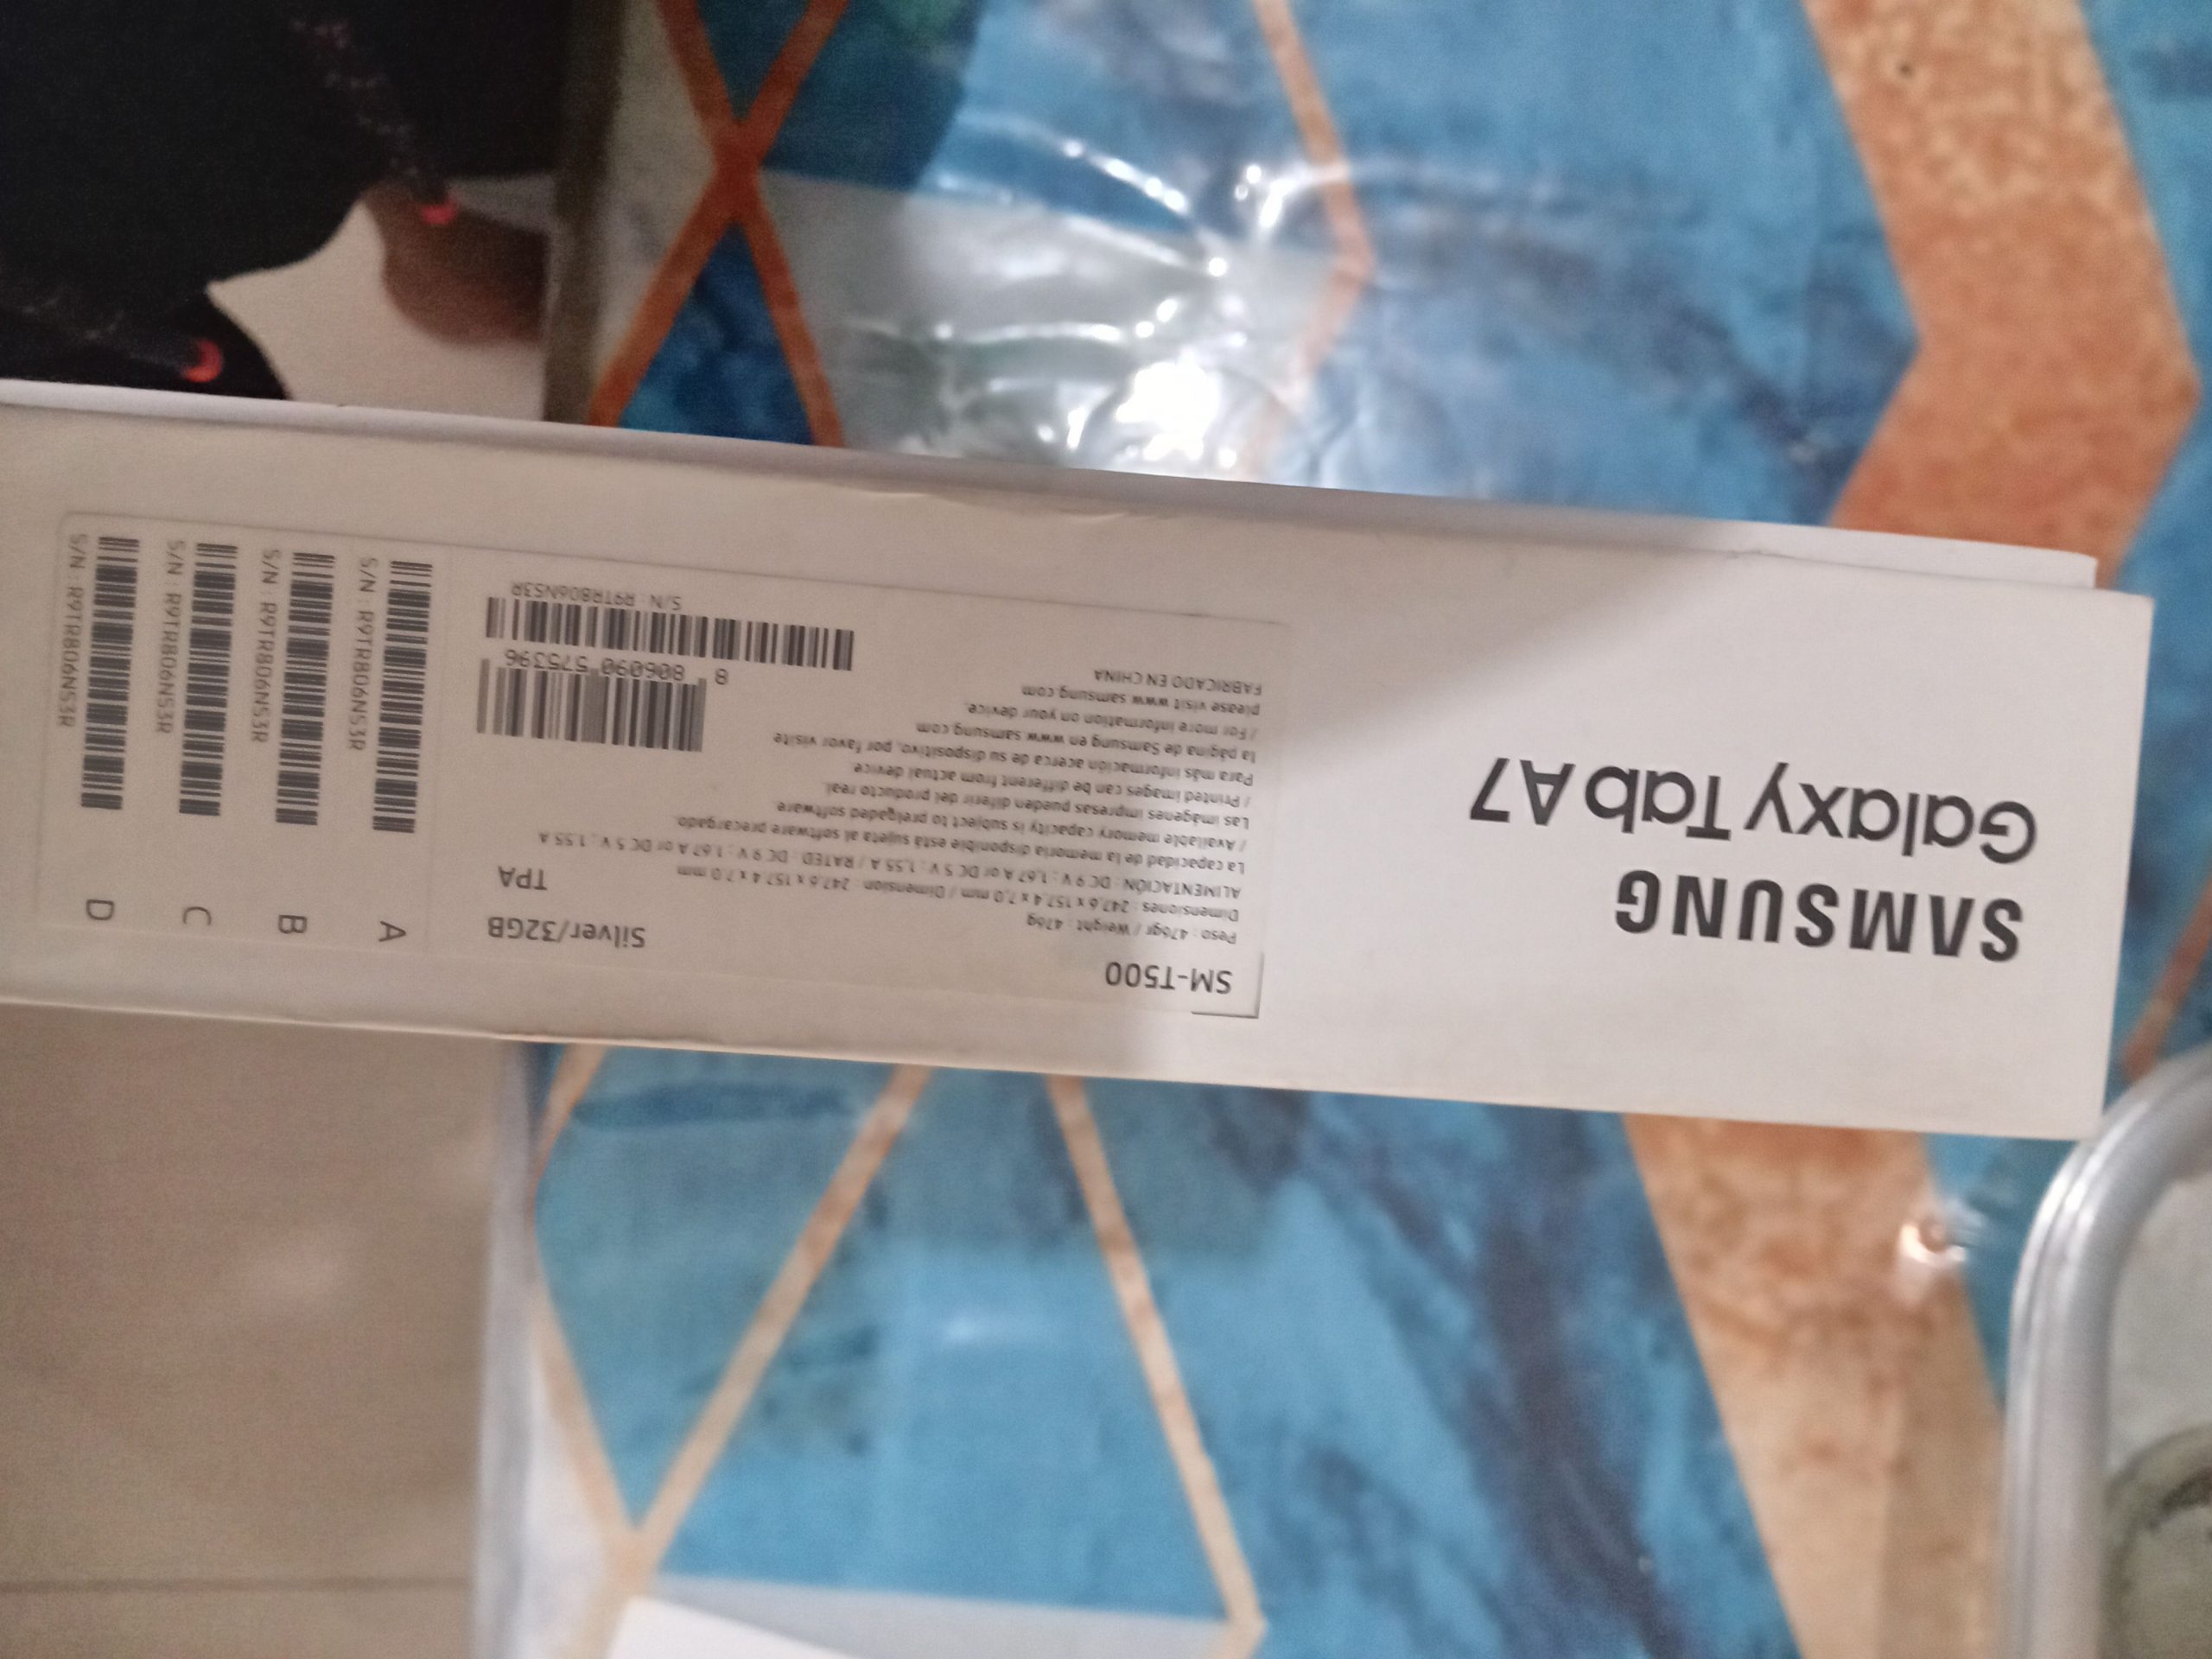 SAMSUNG
Galaxy Tab A7
SM-T500
Peso : 476gr / Weight : 476g
Dimensiones : 247,6 x 157,4 x 7,0 mm / Dimension : 247.6 x 157.4 x 7.0 mm
ALIMENTACIÓN : DC 9 V ; 1,67 A or DC 5 V ; 1,55 A / RATED : DC 9 V ; 1.67 A or DC 5 V ; 1.55 A
La capacidad de la memoria disponible está sujeta al software precargado.
/ Available memory capacity is subject to preloaded software.
Las imágenes impresas pueden diferir del producto real.
/ Printed images can be different from actual device.
Para más información acerca de su dispositivo, por favor visite
la página de Samsung en www.samsung.com
/ For more information on your device,
please visit www.samsung.com
FABRICADO EN CHINA
Silver/32GB
TPA
8 806090 575396
S/N : R9TR806NS3R
A
S/N : R9TR806NS3R
B
S/N : R9TR806NS3R
C
S/N : R9TR806NS3R
D
S/N : R9TR806NS3R